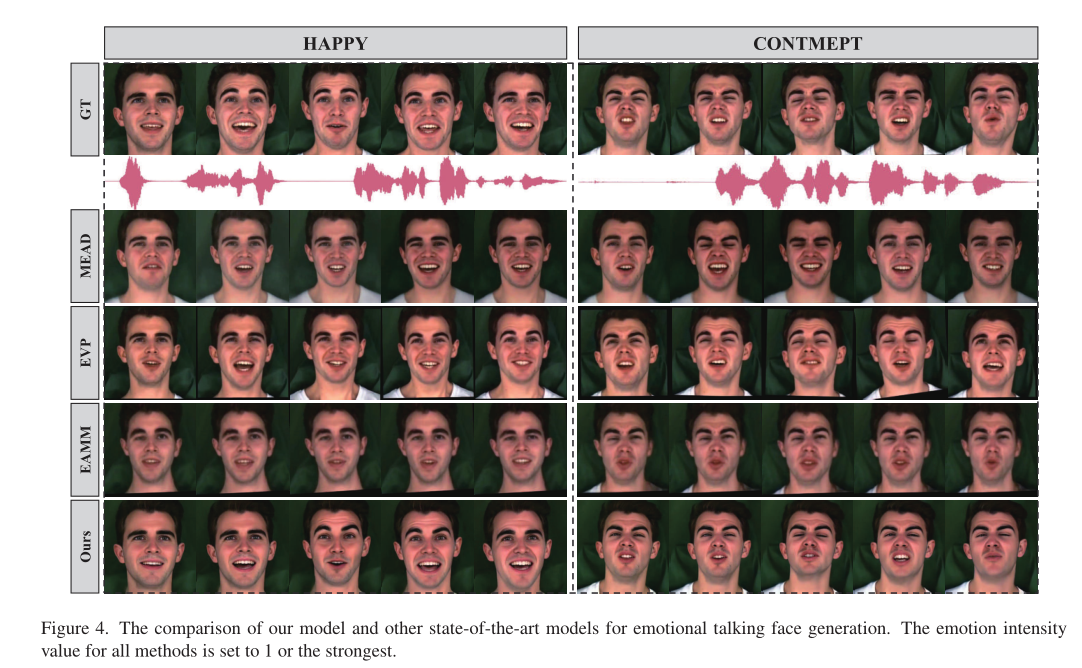 HAPPY CONTMEPT
GT
MEAD
EVP
EAMM
Ours
Figure 4. The comparison of our model and other state-of-the-art models for emotional talking face generation. The emotion intensity
value for all methods is set to 1 or the strongest.